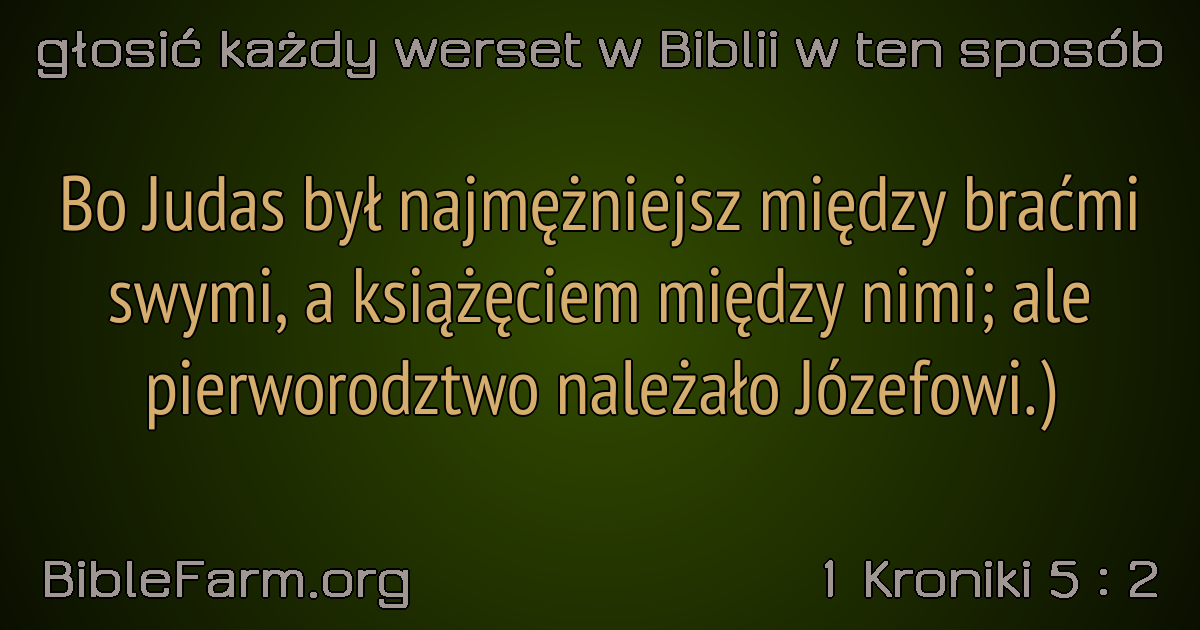 głosić każdy werset w Biblii w ten sposób
Bo Judas był najmężniejsz między braćmi
swymi, a książęciem między nimi; ale
pierworodztwo należało Józefowi.)
BibleFarm.org
1 Kroniki 5 : 2